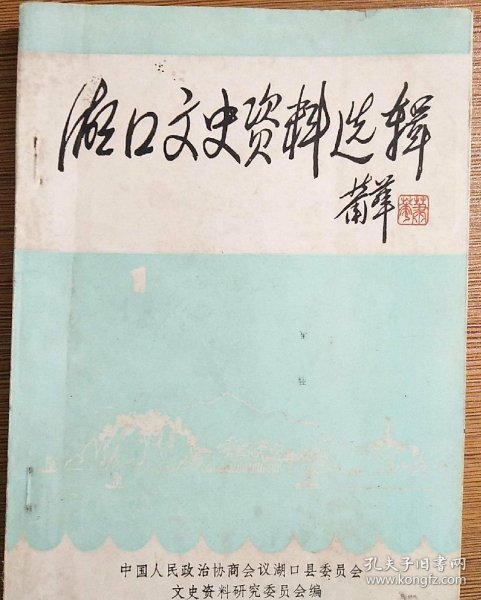 湖口文史资料选辑
萧华
萧华
1
中国人民政治协商会议湖口县委员会
文史资料研究委员会编
孔夫子旧书网
www.kongfz.com